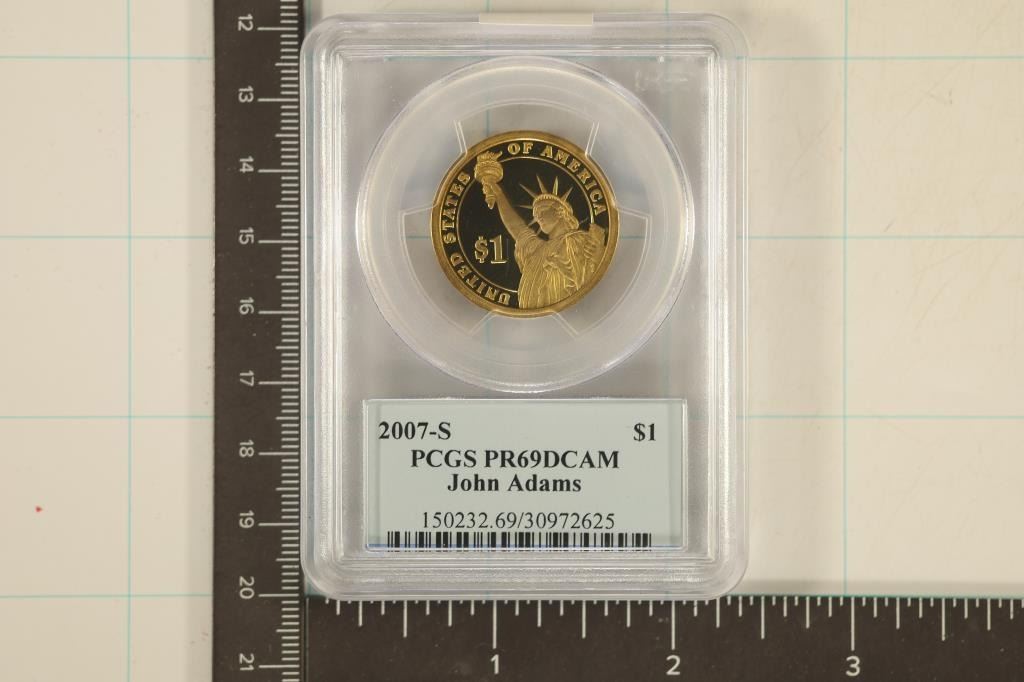 12
13
14
15
16
17
18
19
20
21
UNITED STATES OF AMERICA
$1
2007-S $1
PCGS PR69DCAM
John Adams
150232.69/30972625
1 2 3